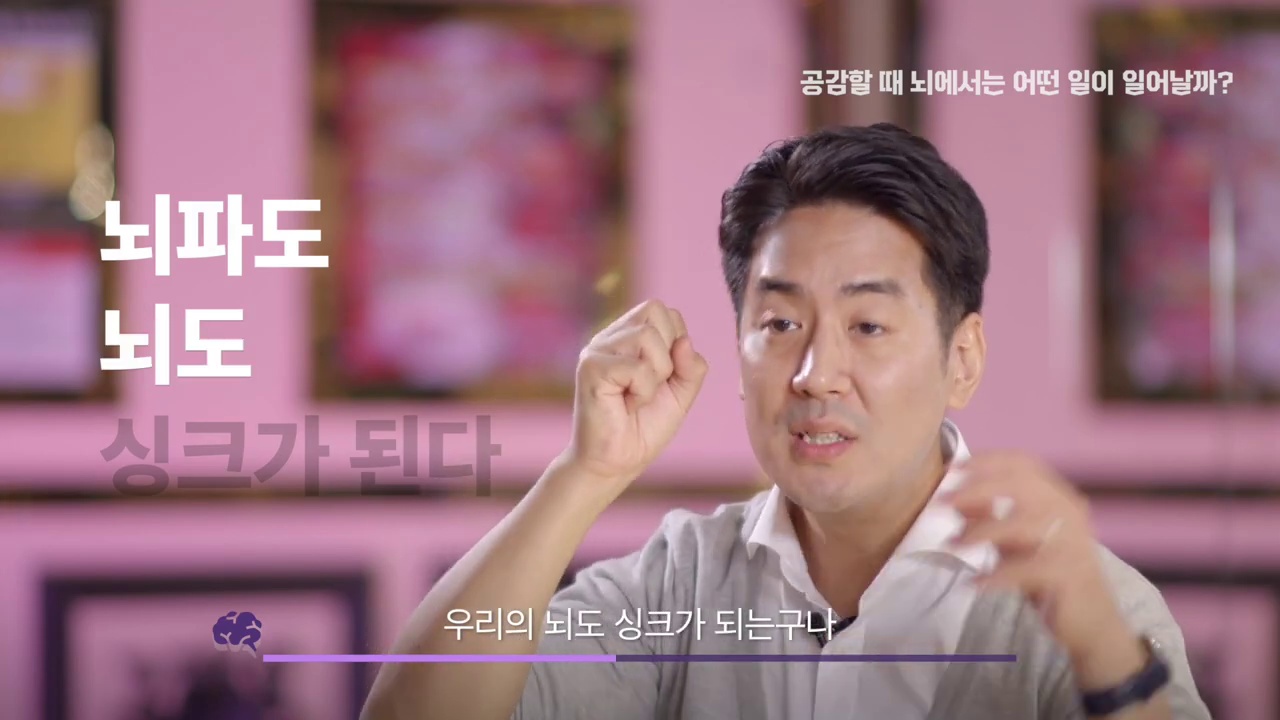 공감할 때 뇌에서는 어떤 일이 일어날까?
뇌파도
뇌도
싱크가 된다
우리의 뇌도 싱크가 되는구나